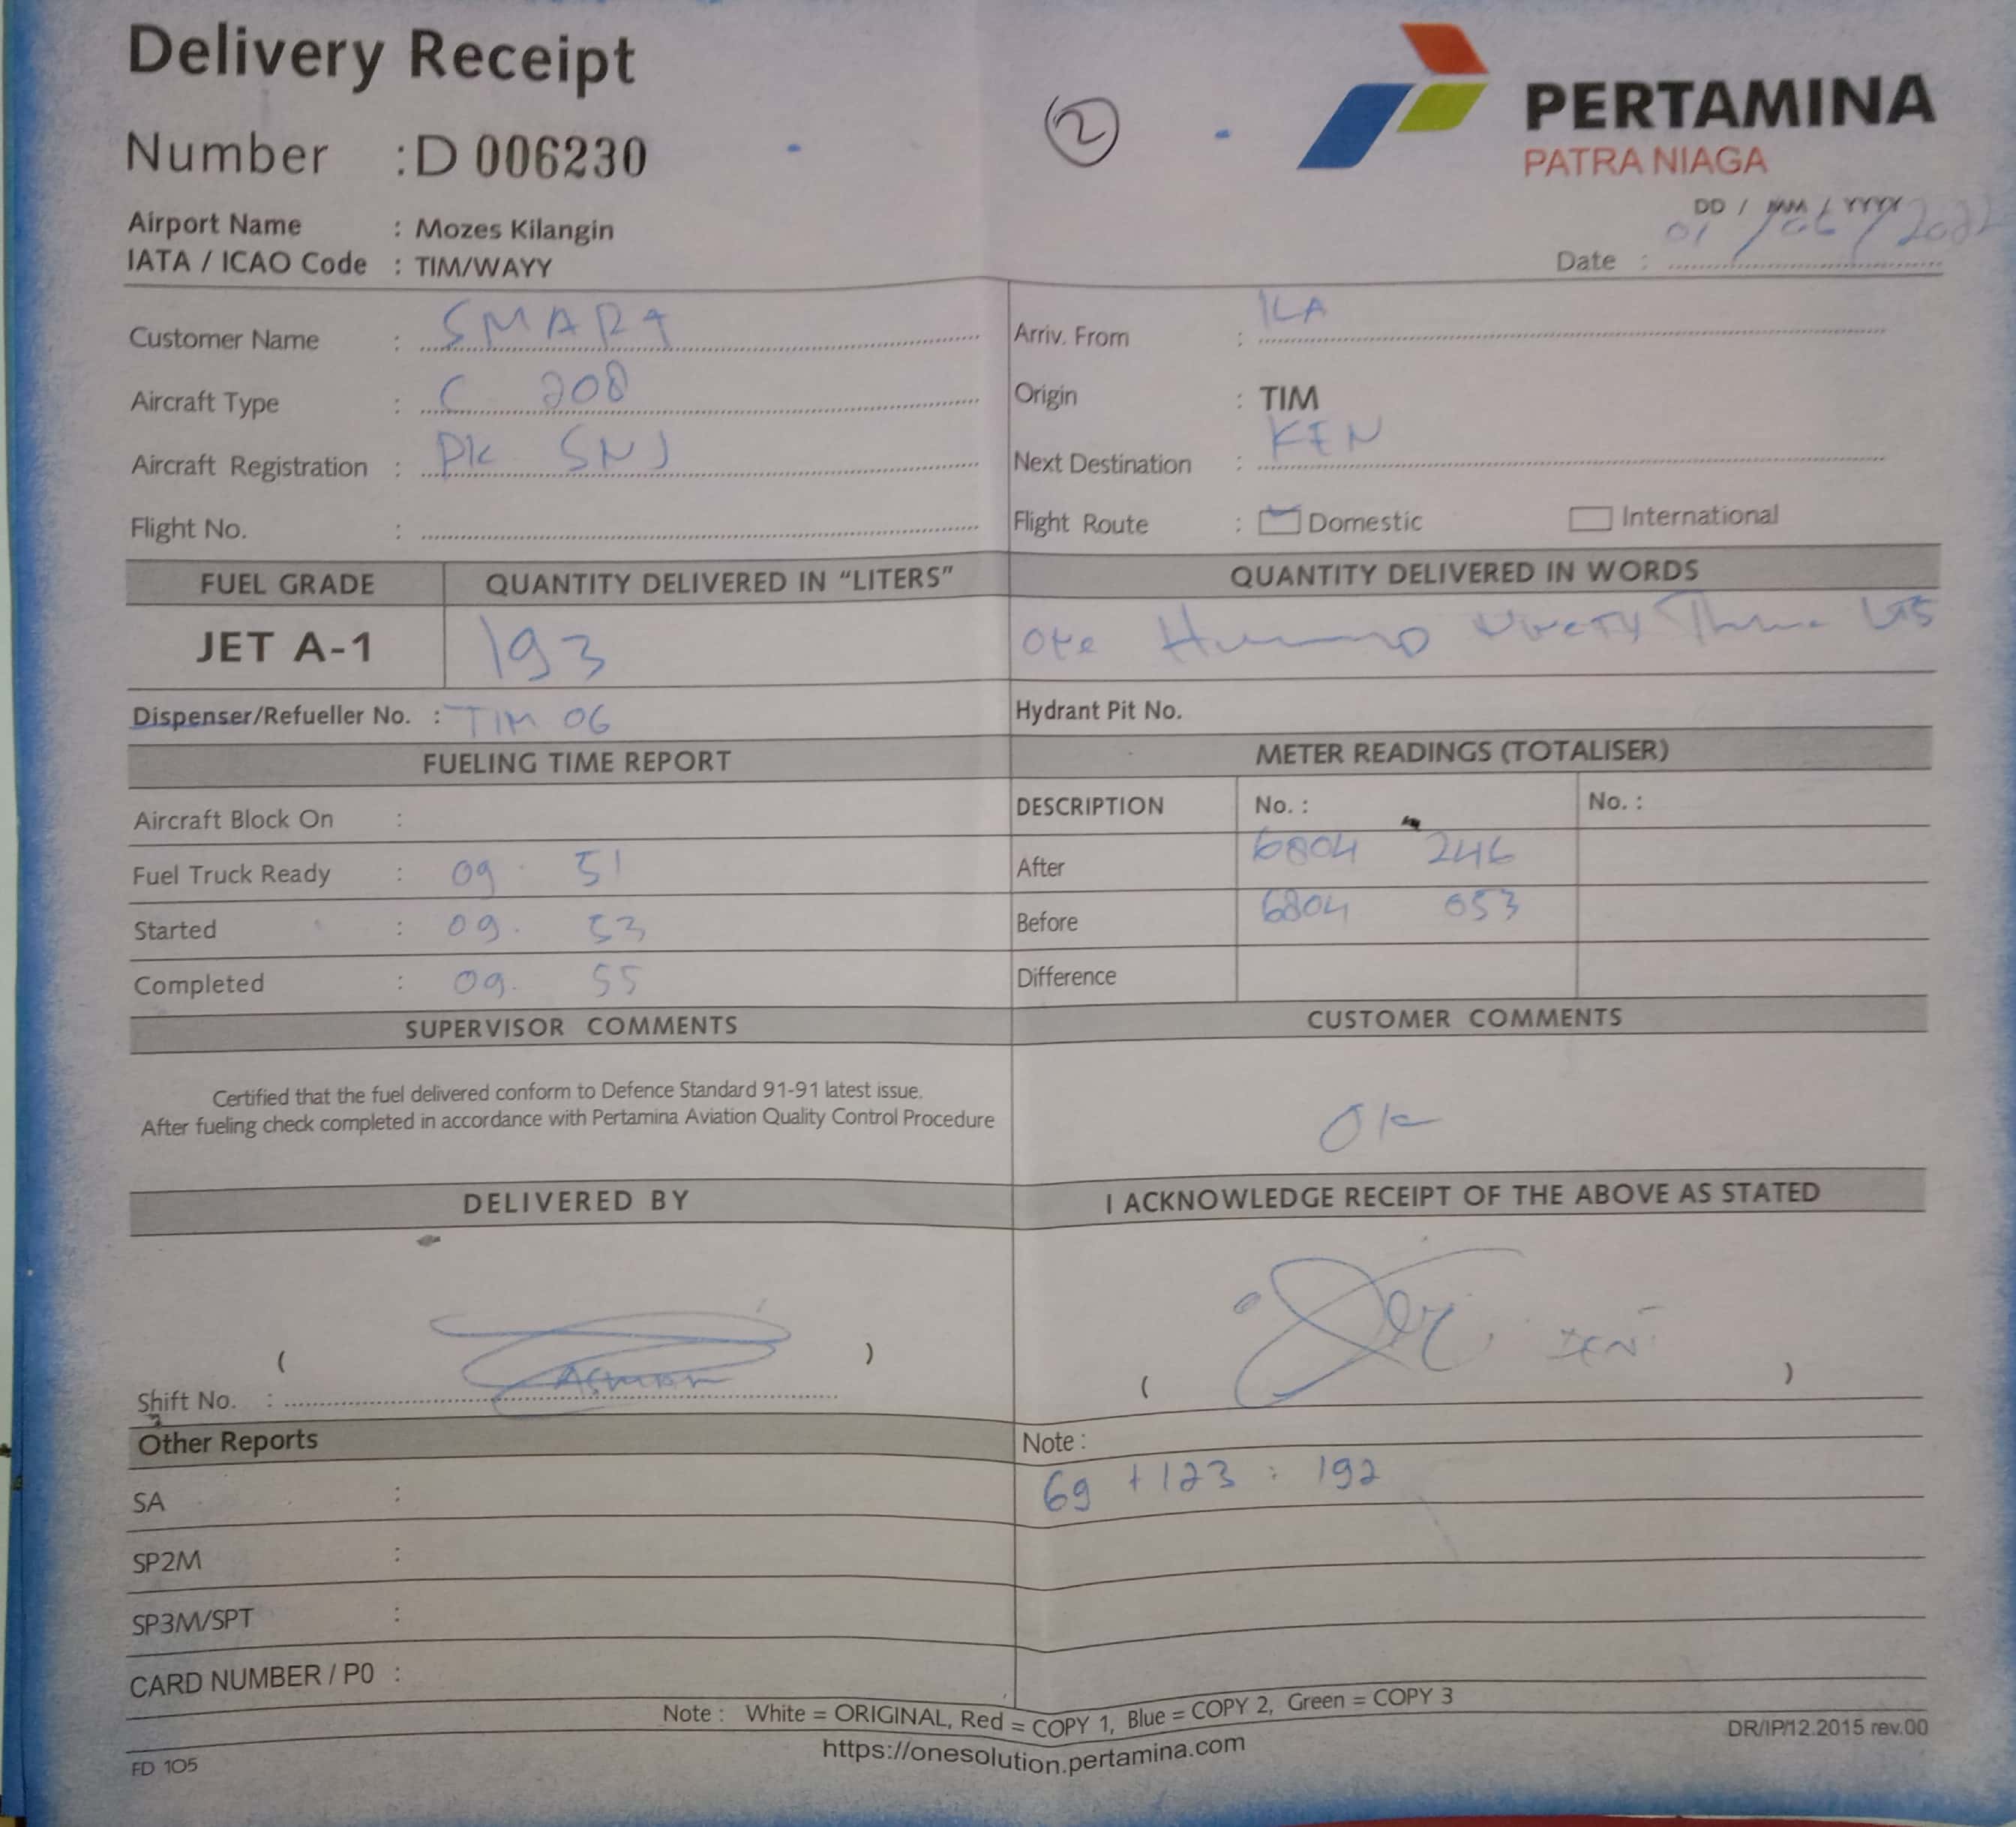 Delivery Receipt
Number : D 006230
2
PERTAMINA
PATRA NIAGA
Airport Name : Mozes Kilangin
IATA / ICAO Code : TIM/WAYY
DD / MM / YYYY
Date : 01 / 06 / 2022
Customer Name : SMART
Arriv. From : ILA
Aircraft Type : C 208
Origin : TIM
Aircraft Registration : PK SNJ
Next Destination : KEN
Flight No. :
Flight Route : Domestic International
FUEL GRADE QUANTITY DELIVERED IN “LITERS” QUANTITY DELIVERED IN WORDS
JET A-1 193
Dispenser/Refueller No. : TIM 06 Hydrant Pit No.
FUELING TIME REPORT METER READINGS (TOTALISER)
Aircraft Block On : DESCRIPTION No. : No. :
Fuel Truck Ready : 09 . 51 After 6804 246
Started : 09 . 53 Before 6804 053
Completed : 09 . 55 Difference
SUPERVISOR COMMENTS CUSTOMER COMMENTS
Certified that the fuel delivered conform to Defence Standard 91-91 latest issue.
After fueling check completed in accordance with Pertamina Aviation Quality Control Procedure
OK
DELIVERED BY I ACKNOWLEDGE RECEIPT OF THE ABOVE AS STATED
( )
( )
Shift No. :
Other Reports Note :
69 + 123 : 192
SA :
SP2M :
SP3M/SPT :
CARD NUMBER / P0 :
Note : White = ORIGINAL, Red = COPY 1, Blue = COPY 2, Green = COPY 3
https://onesolution.pertamina.com
FD 105
DR/IP/12.2015 rev.00